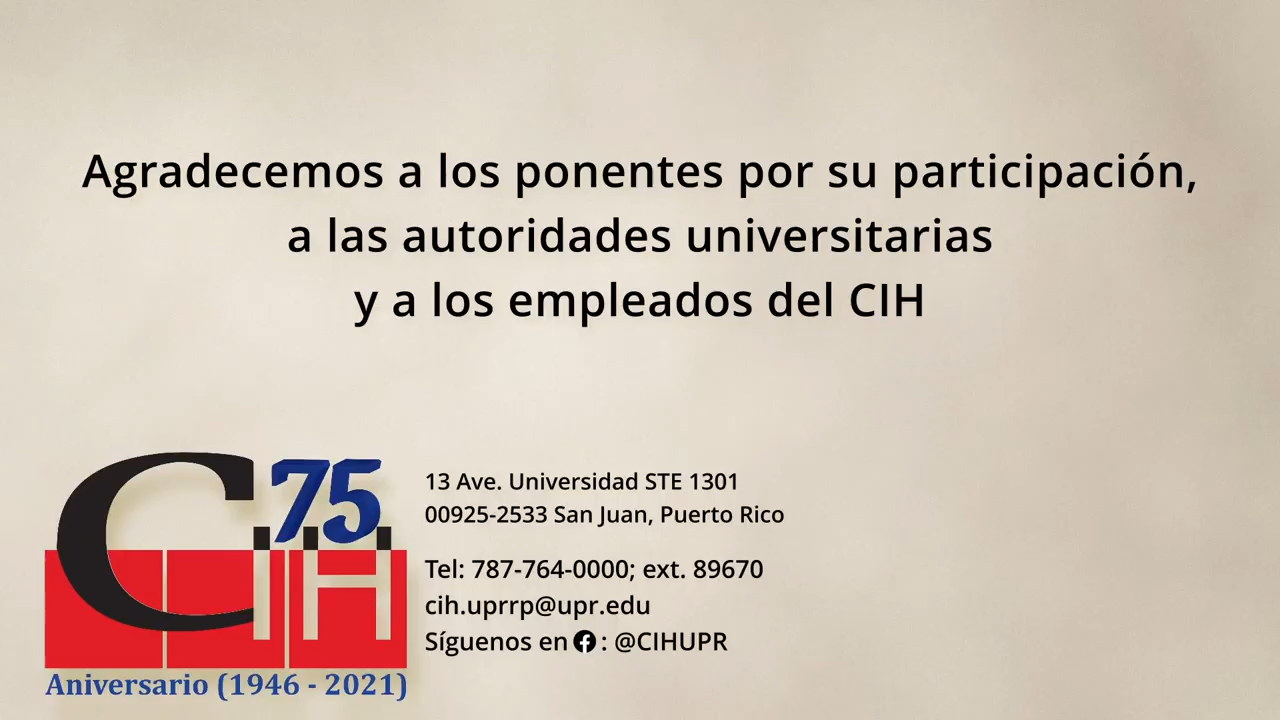 Agradecemos a los ponentes por su participación,
a las autoridades universitarias
y a los empleados del CIH
CIH 75
Aniversario (1946 - 2021)
13 Ave. Universidad STE 1301
00925-2533 San Juan, Puerto Rico
Tel: 787-764-0000; ext. 89670
cih.uprrp@upr.edu
Síguenos en : @CIHUPR